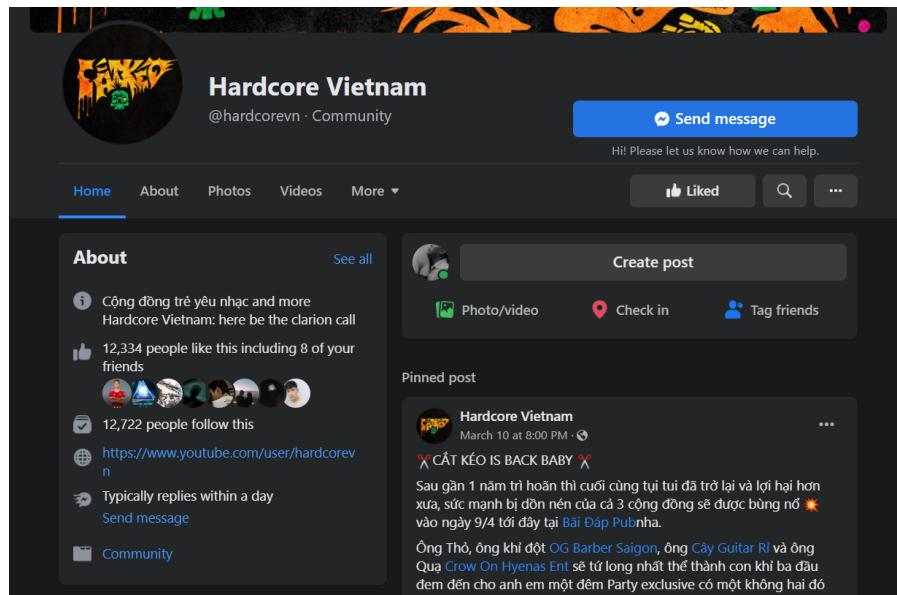 CẮT KÉO
Hardcore Vietnam
@hardcorevn · Community
Send message
Hi! Please let us know how we can help.
Home About Photos Videos More
Liked
About See all
Cộng đồng trẻ yêu nhạc and more
Hardcore Vietnam: here be the clarion call
12,334 people like this including 8 of your
friends
12,722 people follow this
https://www.youtube.com/user/hardcorev
n
Typically replies within a day
Send message
Community
Create post
Photo/video Check in Tag friends
Pinned post
Hardcore Vietnam
March 10 at 8:00 PM ·
✂️CẮT KÉO IS BACK BABY ✂️
Sau gần 1 năm trì hoãn thì cuối cùng tụi tui đã trở lại và lợi hại hơn
xưa, sức mạnh bị dồn nén của cả 3 cộng đồng sẽ được bùng nổ 💥
vào ngày 9/4 tới đây tại Bãi Đáp Pubnha.
Ông Thỏ, ông khỉ đột OG Barber Saigon, ông Cây Guitar Rỉ và ông
Quạ Crow On Hyenas Ent sẽ tứ long nhất thể thành con khỉ ba đầu
đem đến cho anh em một đêm Party exclusive có một không hai đó